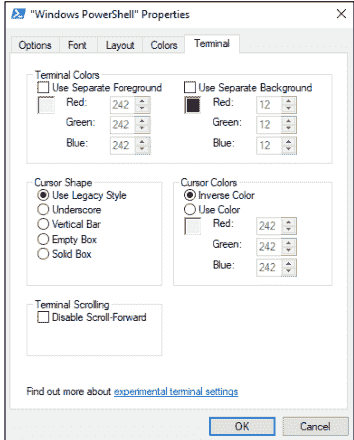 "Windows PowerShell" Properties
Options Font Layout Colors Terminal
Terminal Colors
Use Separate Foreground Use Separate Background
Red: 242 Red: 12
Green: 242 Green: 12
Blue: 242 Blue: 12
Cursor Shape Cursor Colors
Use Legacy Style Inverse Color
Underscore Use Color
Vertical Bar Red: 242
Empty Box Green: 242
Solid Box Blue: 242
Terminal Scrolling
Disable Scroll-Forward
Find out more about experimental terminal settings
OK Cancel